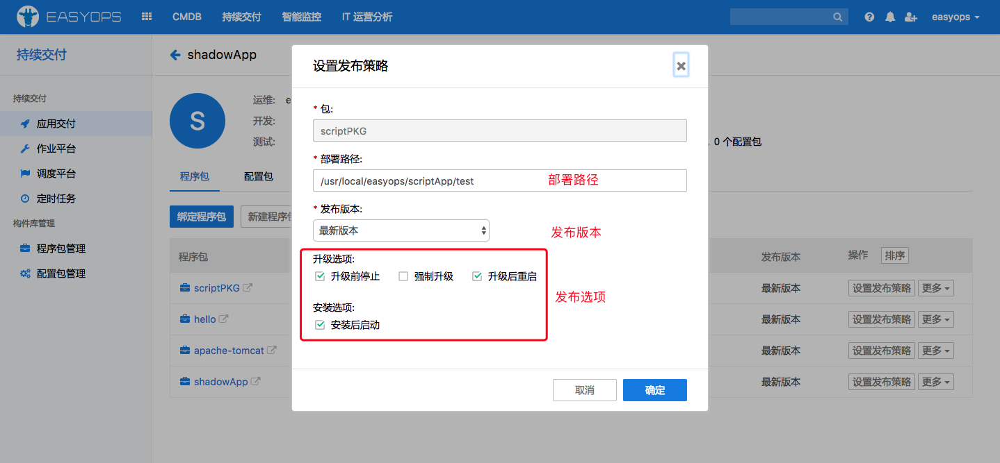 EASYOPS CMDB 持续交付 智能监控 IT 运营分析 easyops
持续交付
shadowApp
持续交付
应用交付
作业平台
调度平台
定时任务
构件库管理
程序包管理
配置包管理
S
运维: e
开发:
测试:
, 0 个配置包
程序包 配置包
绑定程序包 新建程序包
程序包 发布版本 操作 排序
scriptPKG 最新版本 设置发布策略 更多
hello 最新版本 设置发布策略 更多
apache-tomcat 最新版本 设置发布策略 更多
shadowApp 最新版本 设置发布策略 更多
设置发布策略
* 包:
scriptPKG
* 部署路径:
/usr/local/easyops/scriptApp/test 部署路径
* 发布版本:
最新版本 发布版本
升级选项:
升级前停止 强制升级 升级后重启
发布选项
安装选项:
安装后启动
取消 确定